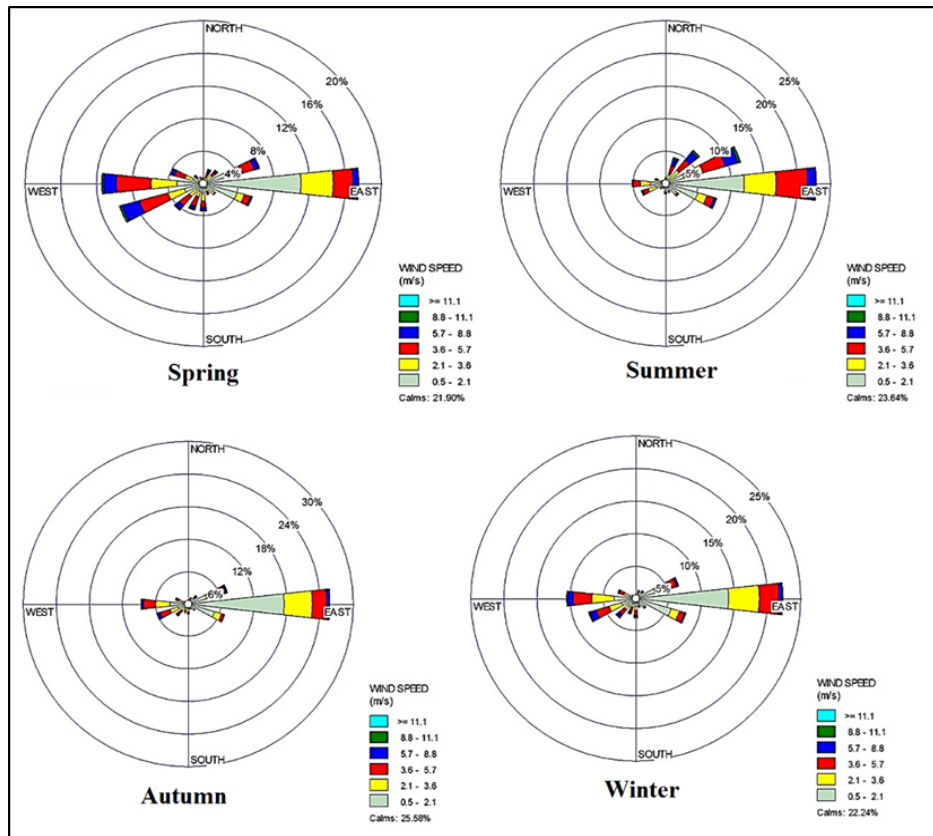 NORTH
20%
16%
12%
8%
4%
WEST
EAST
SOUTH
WIND SPEED
(m/s)
>= 11.1
8.8 - 11.1
5.7 - 8.8
3.6 - 5.7
2.1 - 3.6
0.5 - 2.1
Calms: 21.90%
Spring
NORTH
25%
20%
15%
10%
5%
WEST
EAST
SOUTH
WIND SPEED
(m/s)
>= 11.1
8.8 - 11.1
5.7 - 8.8
3.6 - 5.7
2.1 - 3.6
0.5 - 2.1
Calms: 23.64%
Summer
NORTH
30%
24%
18%
12%
6%
WEST
EAST
SOUTH
WIND SPEED
(m/s)
>= 11.1
8.8 - 11.1
5.7 - 8.8
3.6 - 5.7
2.1 - 3.6
0.5 - 2.1
Calms: 25.58%
Autumn
NORTH
25%
20%
15%
10%
5%
WEST
EAST
SOUTH
WIND SPEED
(m/s)
>= 11.1
8.8 - 11.1
5.7 - 8.8
3.6 - 5.7
2.1 - 3.6
0.5 - 2.1
Calms: 22.24%
Winter